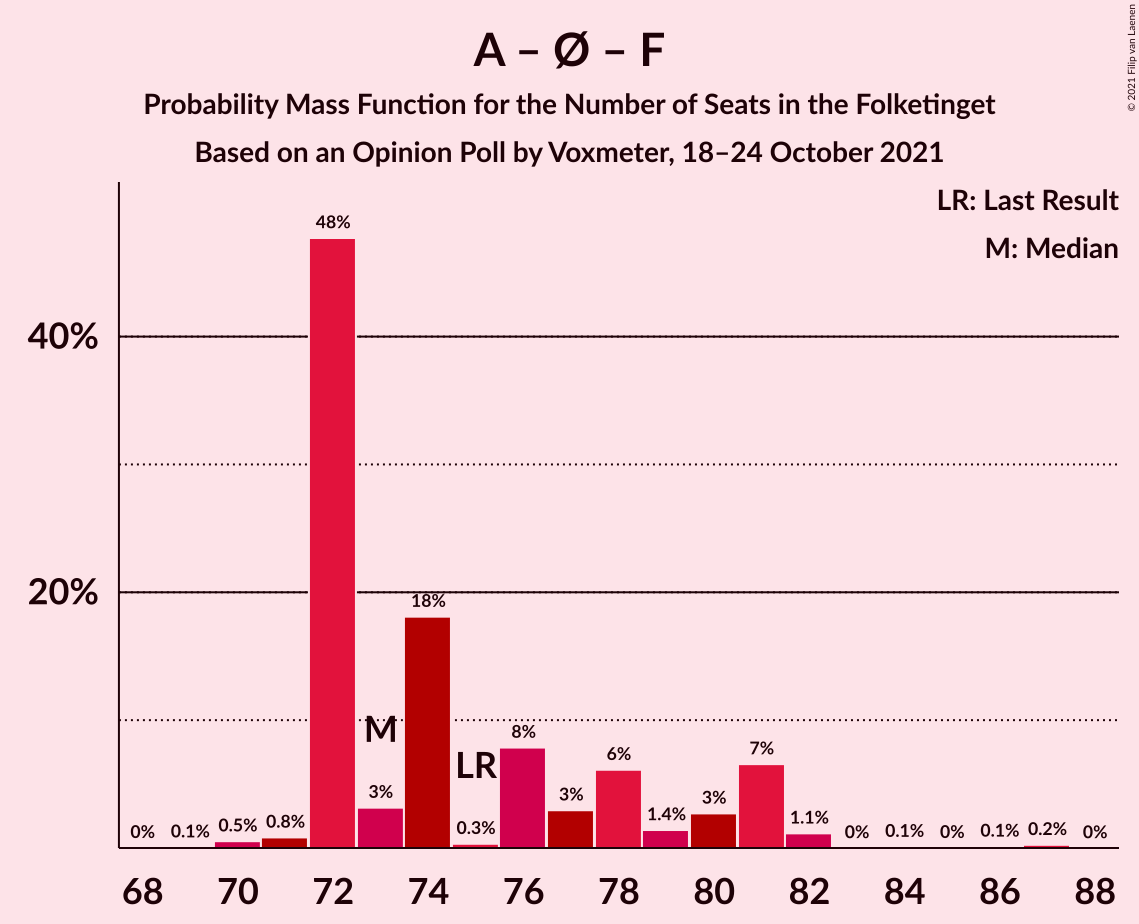 A – Ø – F
Probability Mass Function for the Number of Seats in the Folketinget
Based on an Opinion Poll by Voxmeter, 18–24 October 2021
© 2021 Filip van Laenen
LR: Last Result
M: Median
40%
20%
0%
0.1%
0.5%
0.8%
48%
3%
18%
0.3%
8%
3%
6%
1.4%
3%
7%
1.1%
0%
0.1%
0%
0.1%
0.2%
0%
M
LR
68 70 72 74 76 78 80 82 84 86 88